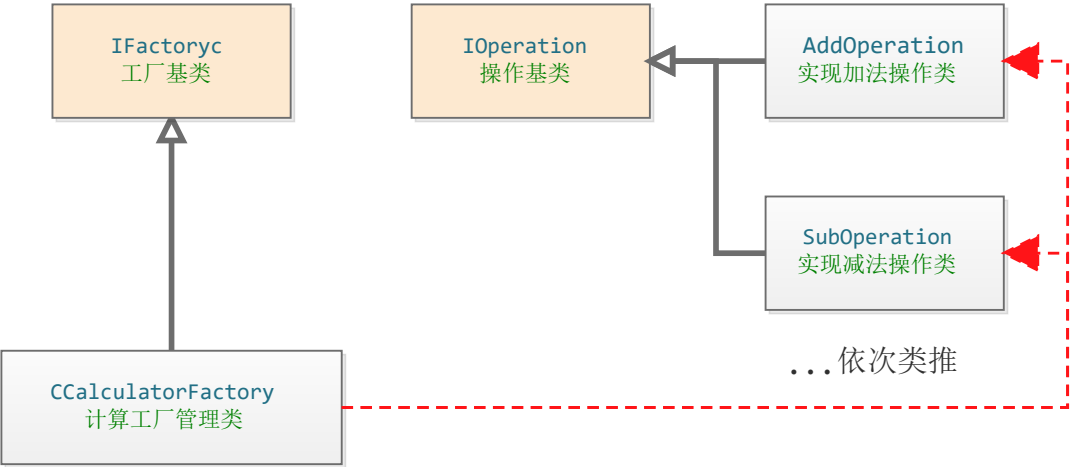 IFactoryc
工厂基类
IOperation
操作基类
AddOperation
实现加法操作类
SubOperation
实现减法操作类
...依次类推
CCalculatorFactory
计算工厂管理类